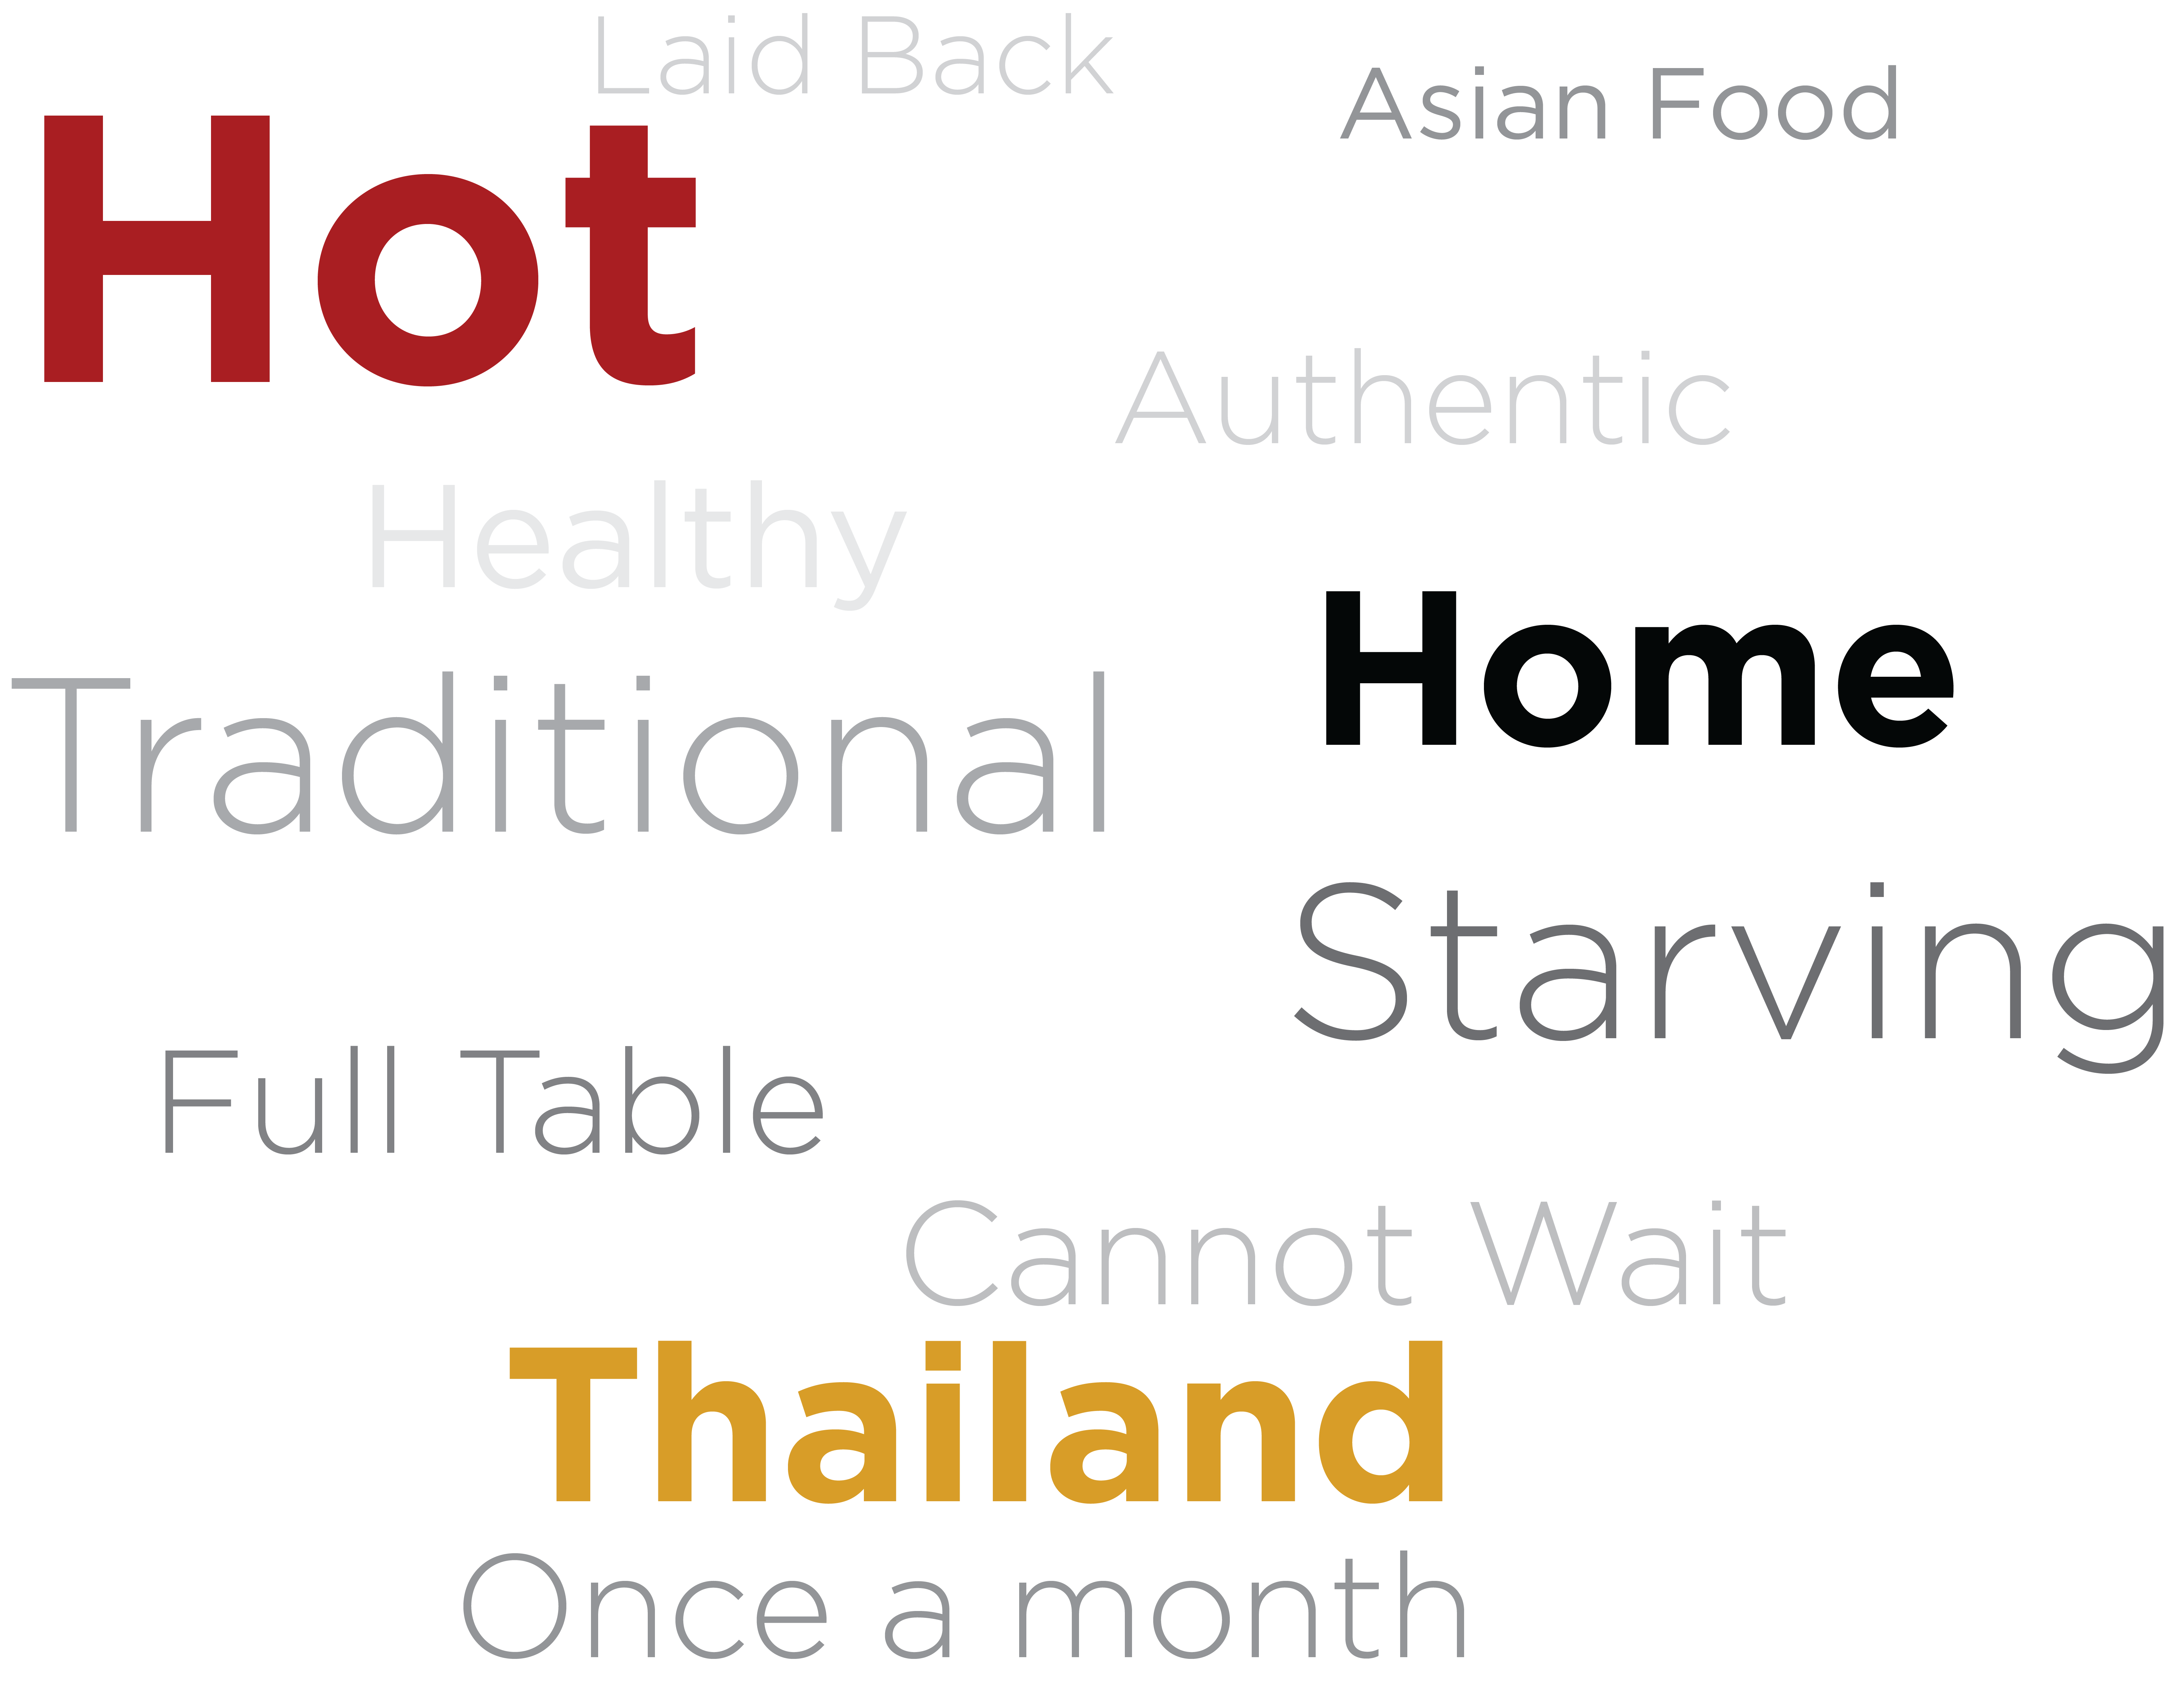 Laid Back
Asian Food
Hot
Authentic
Healthy
Home
Traditional
Starving
Full Table
Cannot Wait
Thailand
Once a month